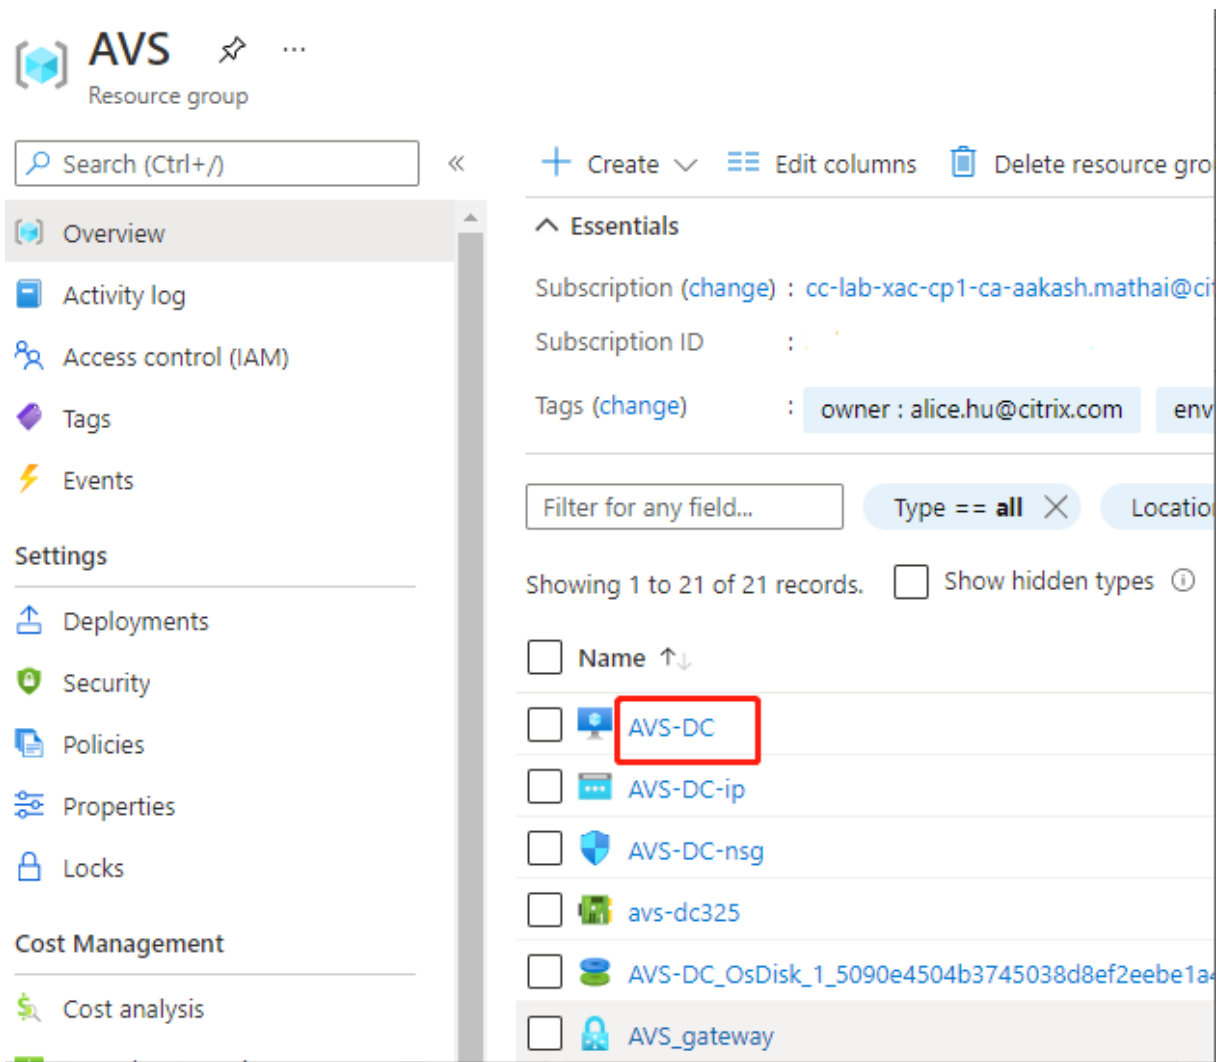 AVS
Resource group
Search (Ctrl+/)
Overview
Activity log
Access control (IAM)
Tags
Events
Settings
Deployments
Security
Policies
Properties
Locks
Cost Management
Cost analysis
Create
Edit columns
Delete resource gro
Essentials
Subscription (change) : cc-lab-xac-cp1-ca-aakash.mathai@cit
Subscription ID :
Tags (change) : owner : alice.hu@citrix.com env
Filter for any field... Type == all Location
Showing 1 to 21 of 21 records. Show hidden types
Name
AVS-DC
AVS-DC-ip
AVS-DC-nsg
avs-dc325
AVS-DC_OsDisk_1_5090e4504b3745038d8ef2eebe1a4
AVS_gateway